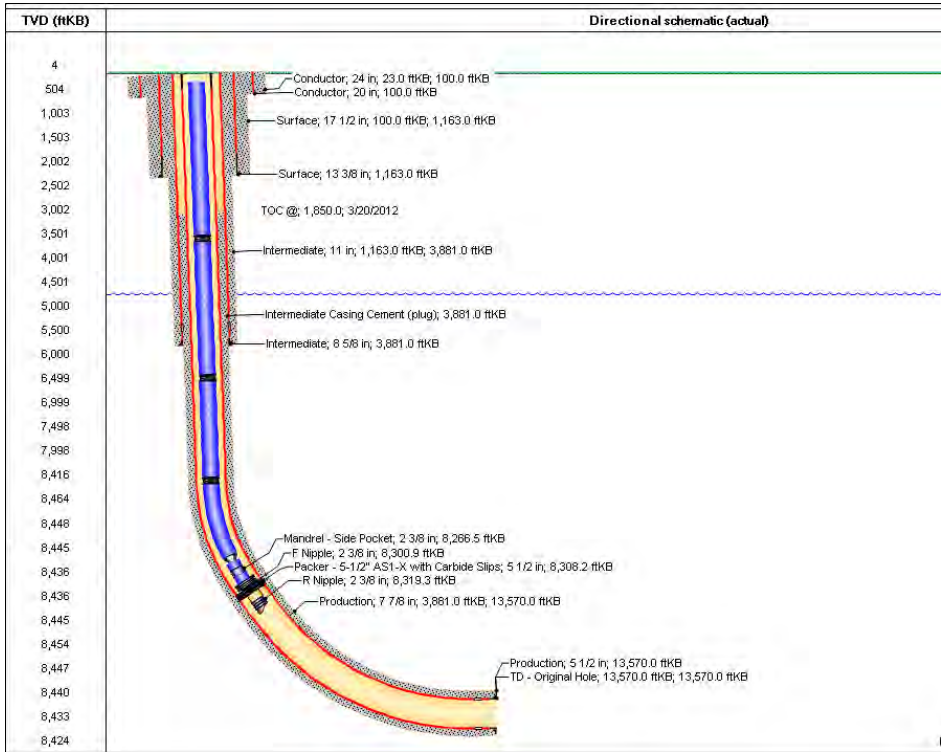 TVD (ftKB)
Directional schematic (actual)
4
504
1,003
1,503
2,002
2,502
3,002
3,501
4,001
4,501
5,000
5,500
6,000
6,499
6,999
7,498
7,998
8,416
8,464
8,448
8,445
8,436
8,436
8,445
8,454
8,447
8,440
8,433
8,424
Conductor; 24 in; 23.0 ftKB; 100.0 ftKB
Conductor; 20 in; 100.0 ftKB
Surface; 17 1/2 in; 100.0 ftKB; 1,163.0 ftKB
Surface; 13 3/8 in; 1,163.0 ftKB
TOC @; 1,850.0; 3/20/2012
Intermediate; 11 in; 1,163.0 ftKB; 3,881.0 ftKB
Intermediate Casing Cement (plug); 3,881.0 ftKB
Intermediate; 8 5/8 in; 3,881.0 ftKB
Mandrel - Side Pocket; 2 3/8 in; 8,266.5 ftKB
F Nipple; 2 3/8 in; 8,300.9 ftKB
Packer - 5-1/2" AS1-X with Carbide Slips; 5 1/2 in; 8,308.2 ftKB
R Nipple; 2 3/8 in; 8,319.3 ftKB
Production; 7 7/8 in; 3,881.0 ftKB; 13,570.0 ftKB
Production; 5 1/2 in; 13,570.0 ftKB
TD - Original Hole; 13,570.0 ftKB; 13,570.0 ftKB